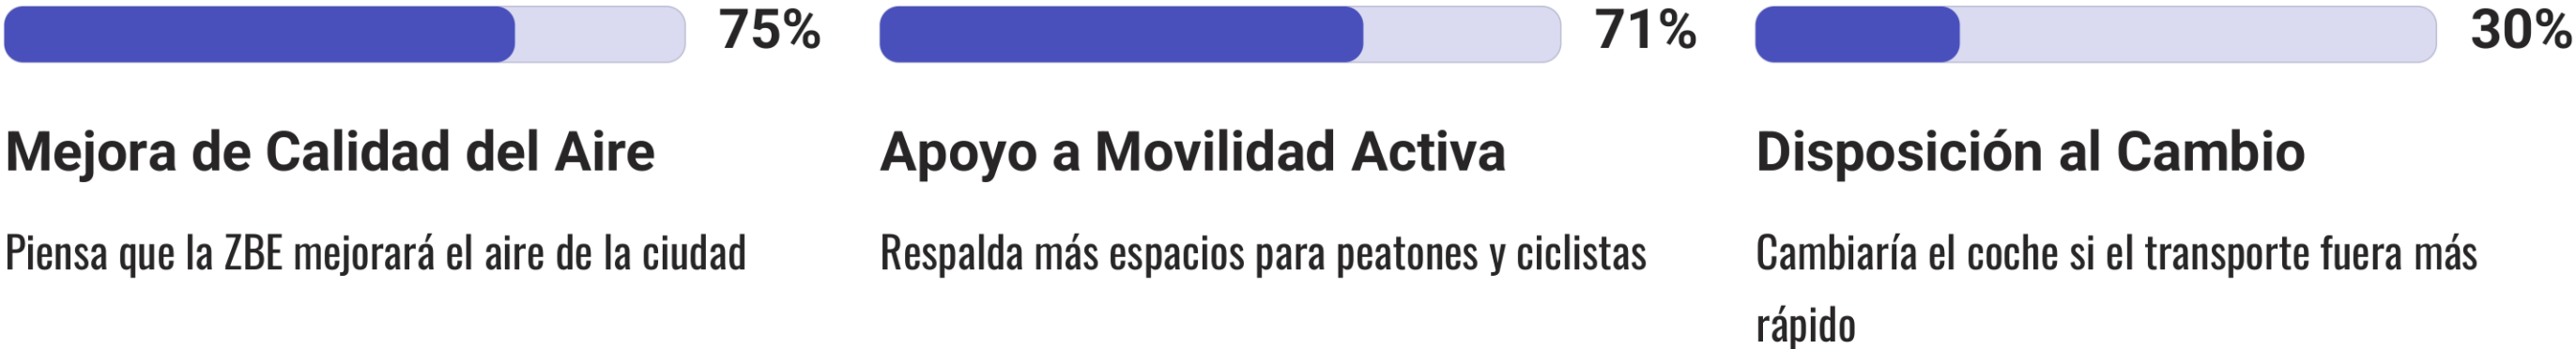 75%
Mejora de Calidad del Aire
Piensa que la ZBE mejorará el aire de la ciudad
71%
Apoyo a Movilidad Activa
Respalda más espacios para peatones y ciclistas
30%
Disposición al Cambio
Cambiaría el coche si el transporte fuera más
rápido